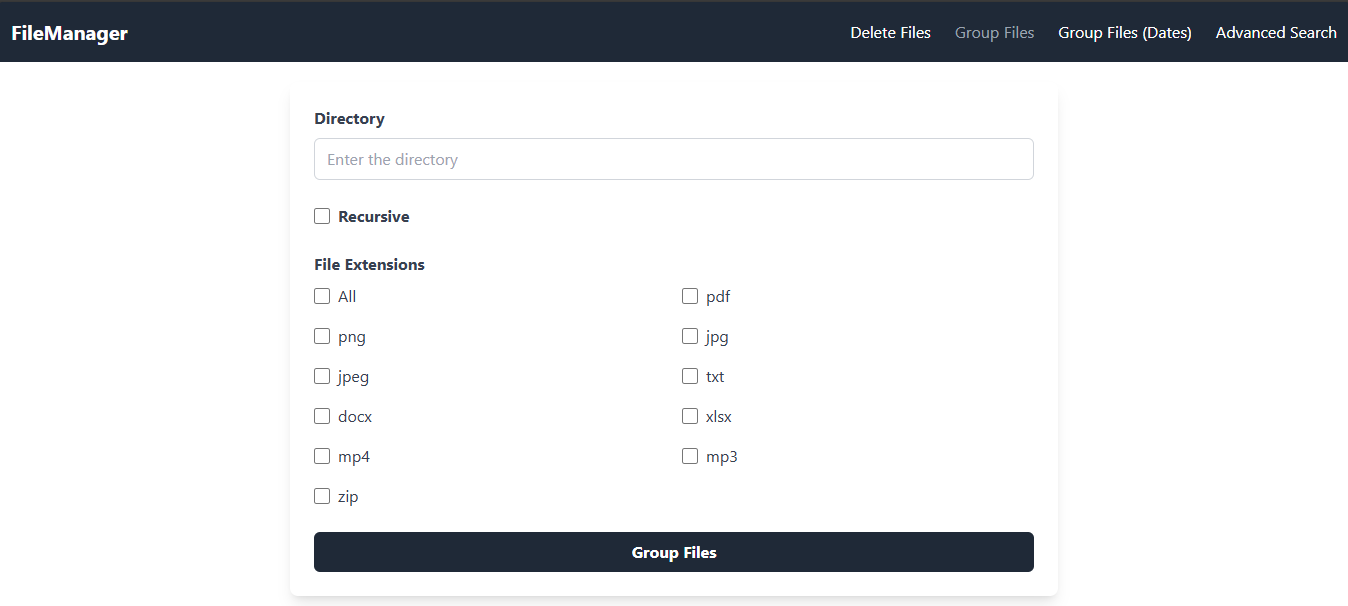 FileManager
Delete Files Group Files Group Files (Dates) Advanced Search
Directory
Enter the directory
Recursive
File Extensions
All pdf
png jpg
jpeg txt
docx xlsx
mp4 mp3
zip
Group Files